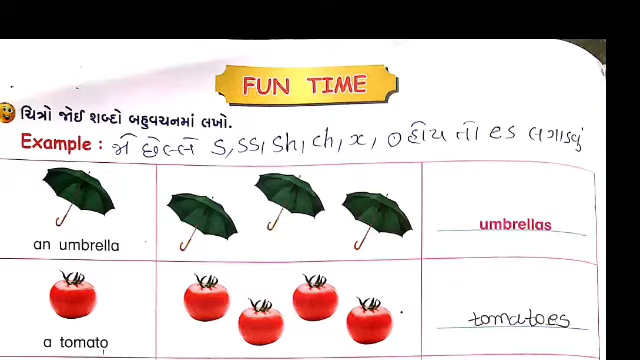 FUN TIME
ચિત્રો જોઈ શબ્દો બહુવચનમાં લખો.
Example : જો છેલ્લે s, ss, sh, ch, x, o હોય તો es લગાડવું
an umbrella
umbrellas
a tomato
tomatoes